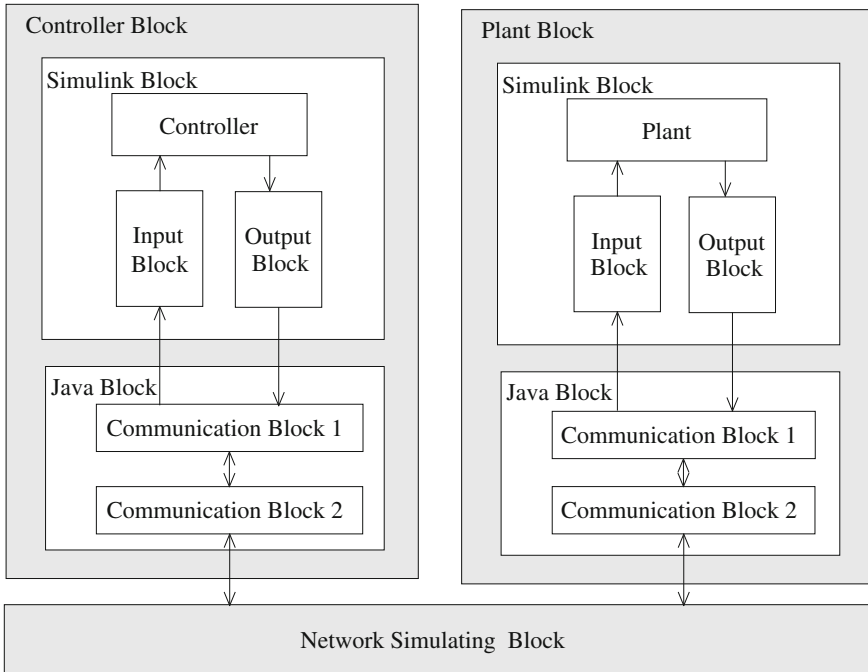 Controller Block
Simulink Block
Controller
Input
Block
Output
Block
Java Block
Communication Block 1
Communication Block 2
Plant Block
Simulink Block
Plant
Input
Block
Output
Block
Java Block
Communication Block 1
Communication Block 2
Network Simulating Block